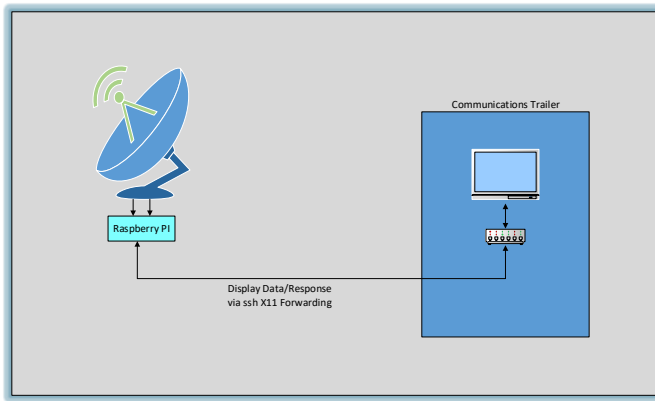 Communications Trailer
Raspberry PI
Display Data/Response
via ssh X11 Forwarding